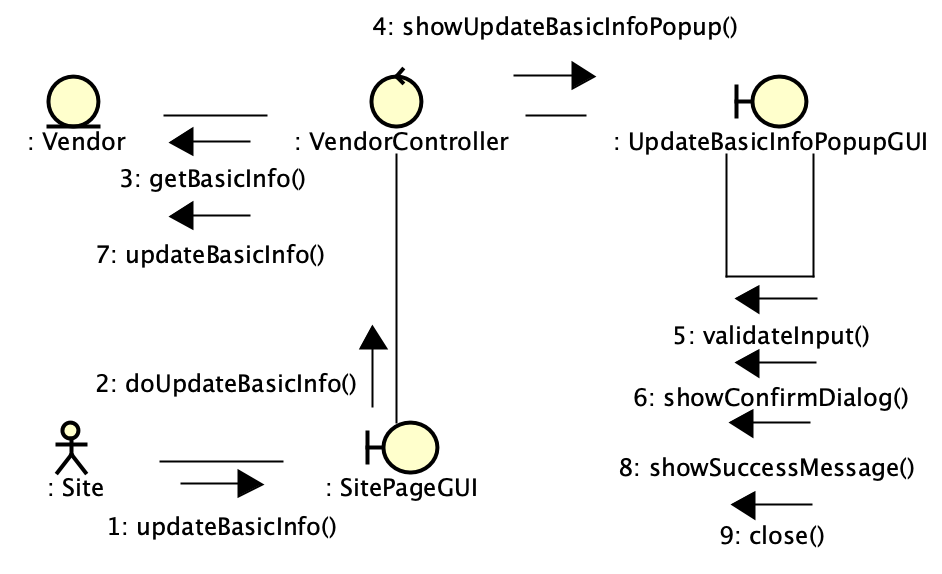 4: showUpdateBasicInfoPopup()
: Vendor
: VendorController
: UpdateBasicInfoPopupGUI
3: getBasicInfo()
7: updateBasicInfo()
5: validateInput()
2: doUpdateBasicInfo()
6: showConfirmDialog()
8: showSuccessMessage()
: Site
: SitePageGUI
1: updateBasicInfo()
9: close()